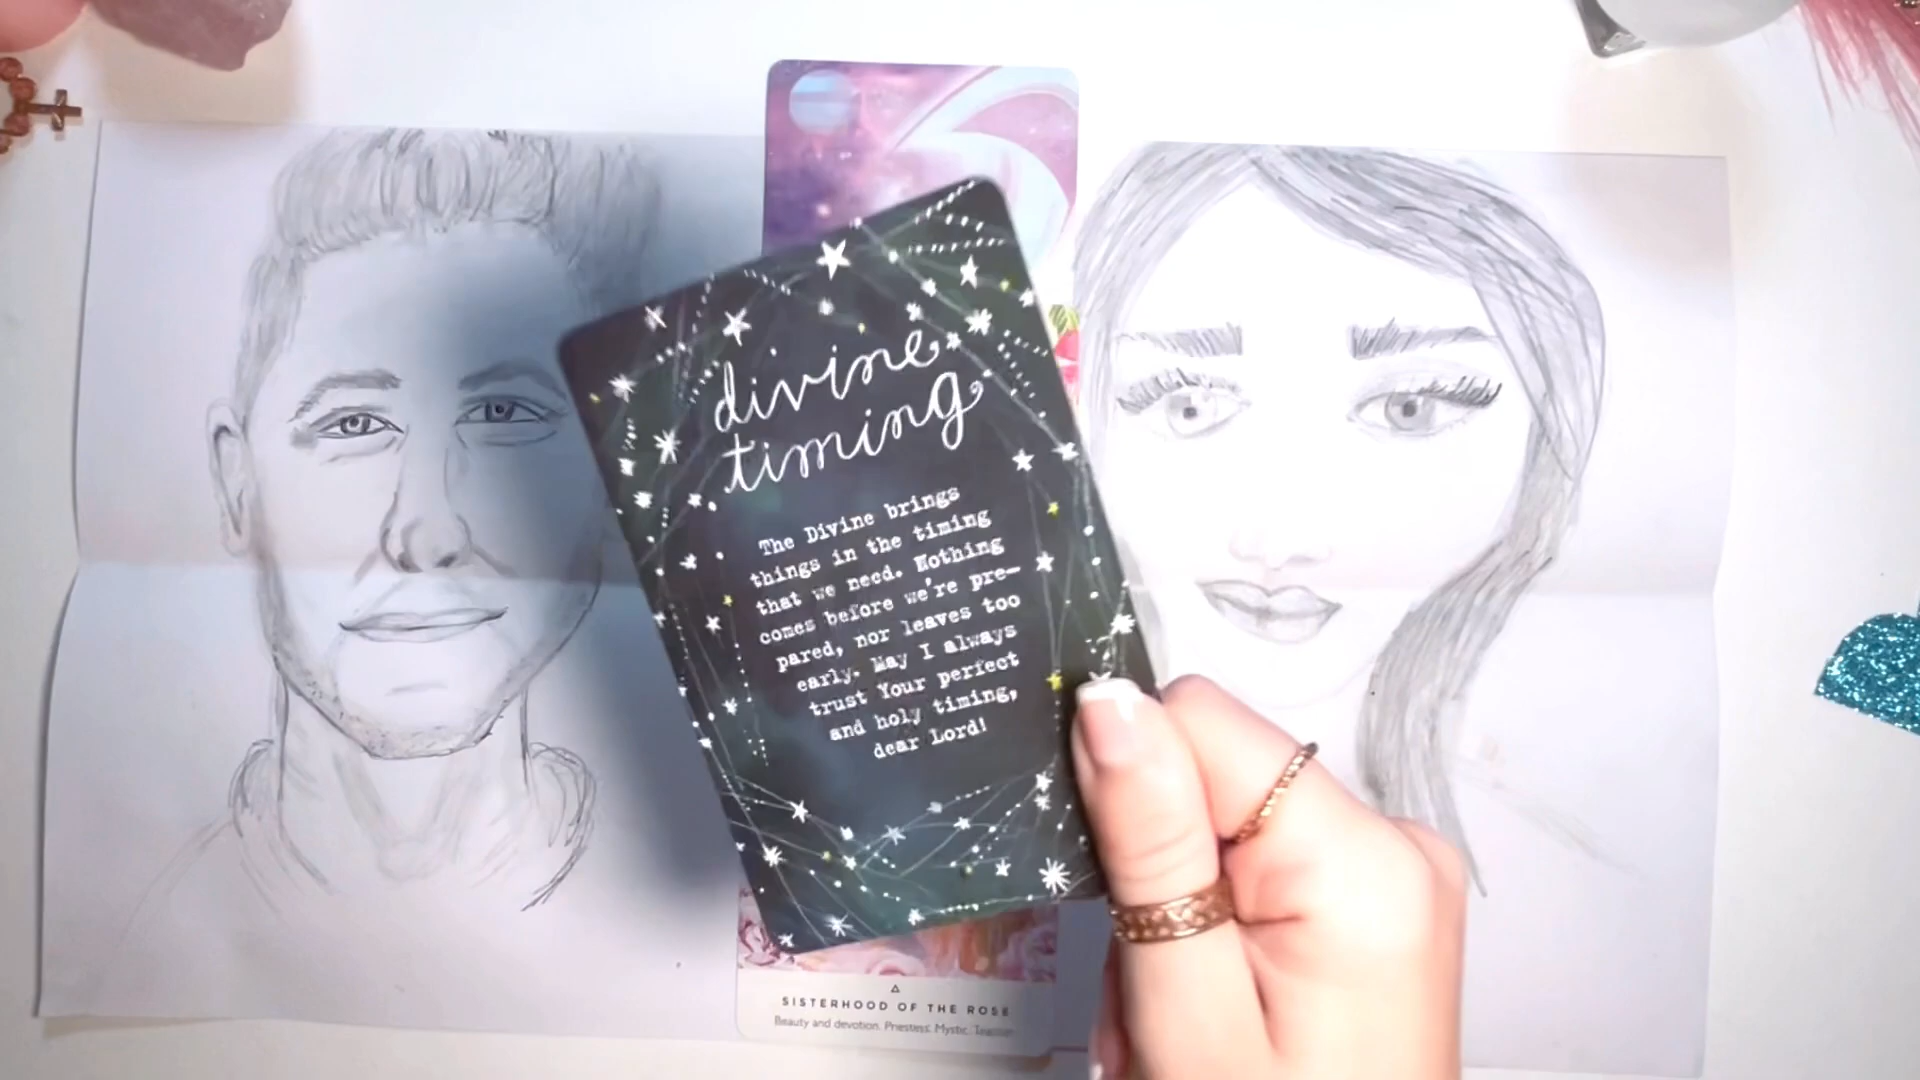 divine
timing
The Divine brings
things in the timing
that we need. Nothing
comes before we're pre-
pared, nor leaves too
early. May I always
trust Your perfect
and holy timing,
dear Lord!
SISTERHOOD OF THE ROSE
Beauty and devotion. Priestess. Mystic. Teacher.